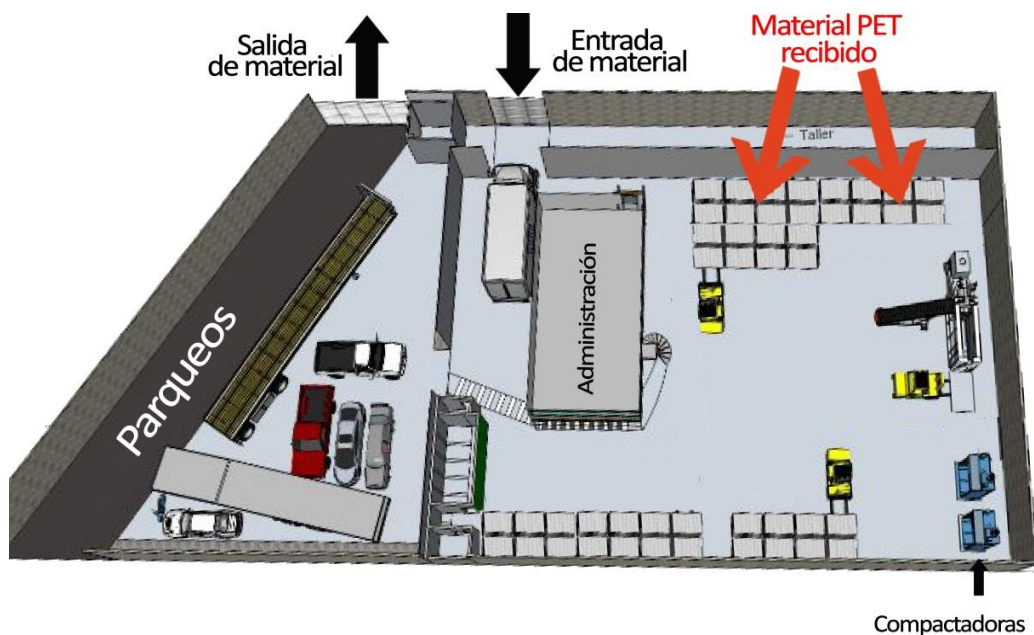 Salida
de material
Entrada
de material
Material PET
recibido
Taller
Parqueos
Administración
Compactadoras